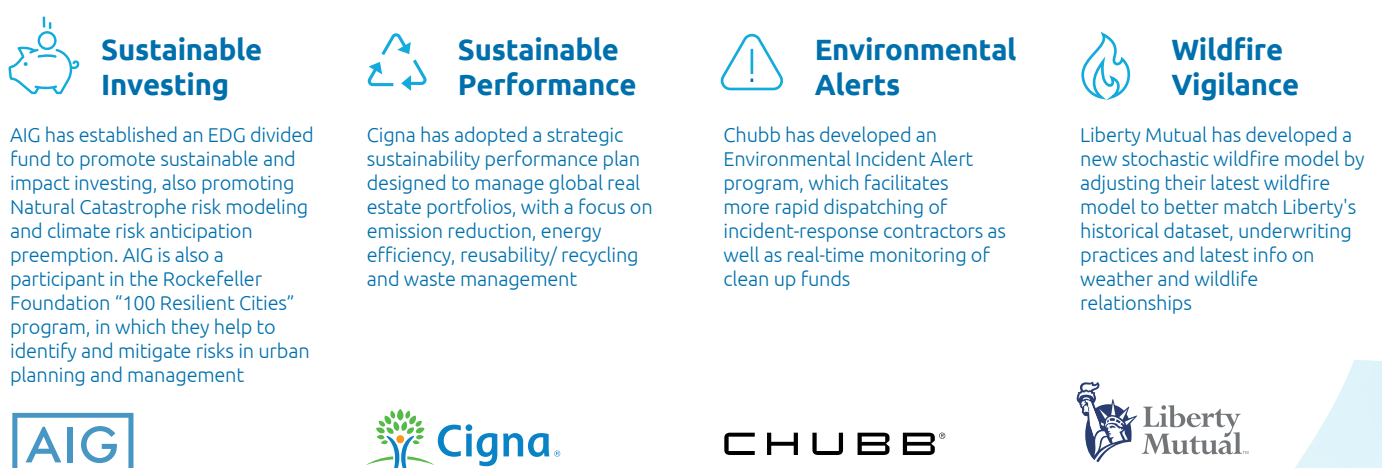 Sustainable
Investing
AIG has established an EDG divided
fund to promote sustainable and
impact investing, also promoting
Natural Catastrophe risk modeling
and climate risk anticipation
preemption. AIG is also a
participant in the Rockefeller
Foundation “100 Resilient Cities”
program, in which they help to
identify and mitigate risks in urban
planning and management
AIG
Sustainable
Performance
Cigna has adopted a strategic
sustainability performance plan
designed to manage global real
estate portfolios, with a focus on
emission reduction, energy
efficiency, reusability/ recycling
and waste management
Cigna®
Environmental
Alerts
Chubb has developed an
Environmental Incident Alert
program, which facilitates
more rapid dispatching of
incident-response contractors as
well as real-time monitoring of
clean up funds
CHUBB®
Wildfire
Vigilance
Liberty Mutual has developed a
new stochastic wildfire model by
adjusting their latest wildfire
model to better match Liberty's
historical dataset, underwriting
practices and latest info on
weather and wildlife
relationships
Liberty
Mutual™